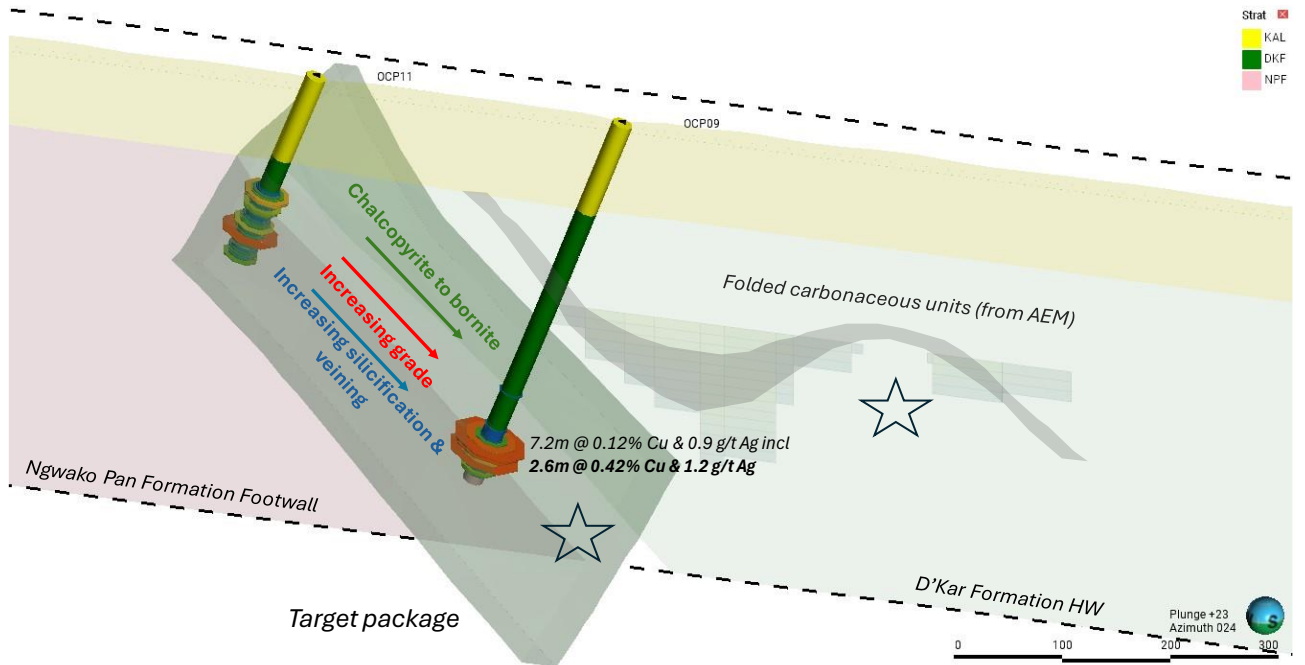 Strat
KAL
DKF
NPF
OCP11
OCP09
Chalcopyrite to bornite
Increasing grade
Increasing silicification &
veining
Folded carbonaceous units (from AEM)
7.2m @ 0.12% Cu & 0.9 g/t Ag incl
2.6m @ 0.42% Cu & 1.2 g/t Ag
Ngwako Pan Formation Footwall
D'Kar Formation HW
Target package
Plunge +23
Azimuth 024
S
0 100 200 300